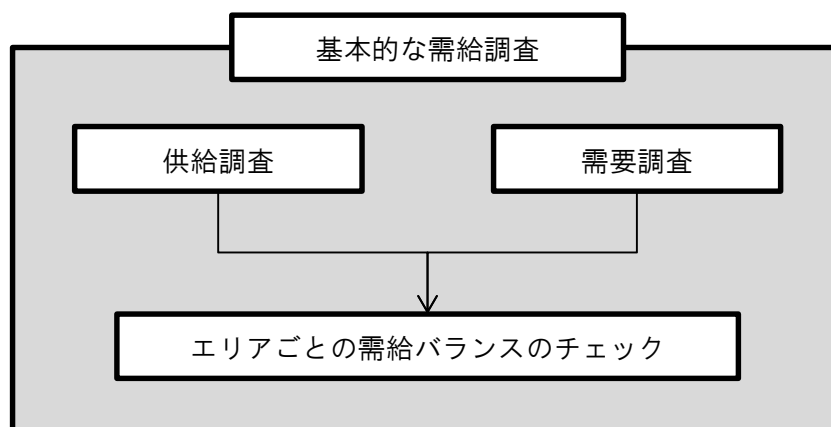 基本的な需給調査
供給調査
需要調査
エリアごとの需給バランスのチェック